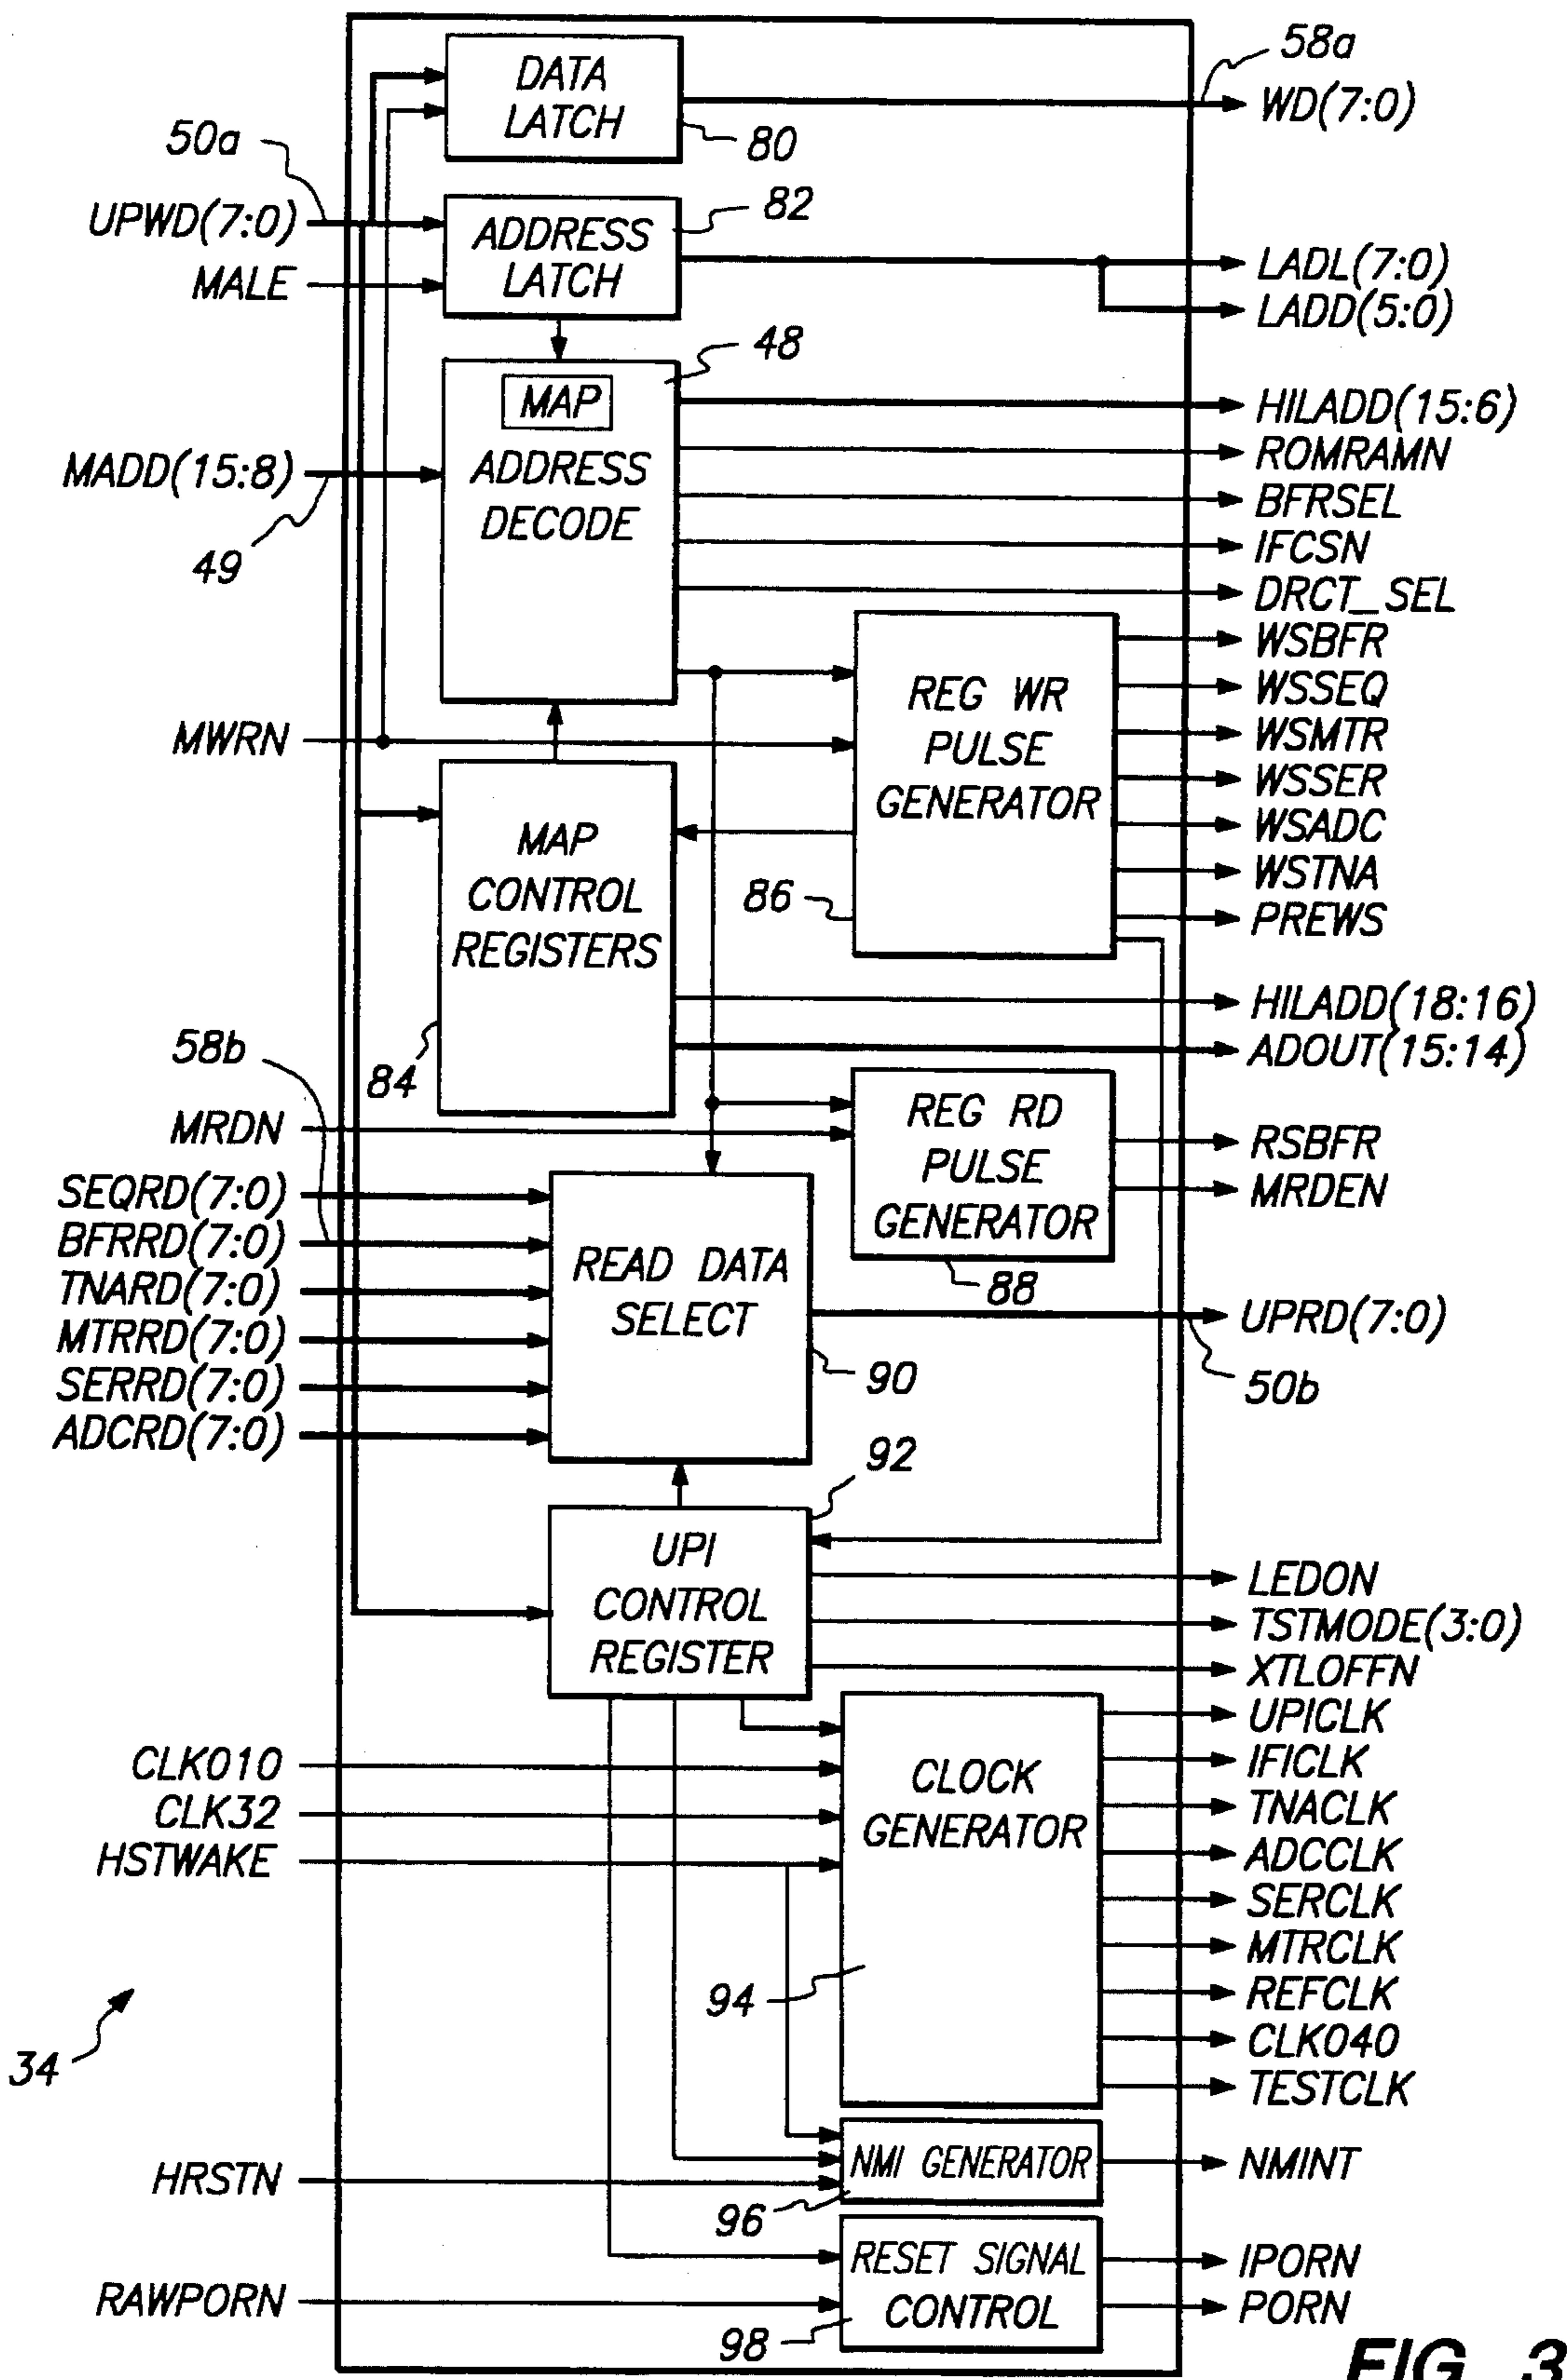 58a
DATA
LATCH
WD(7:0)
80
50a
UPWD(7:0)
82
ADDRESS
LATCH
LADL(7:0)
MALE
LADD(5:0)
48
MAP
HILADD(15:6)
MADD(15:8)
ADDRESS
DECODE
ROMRAMN
BFRSEL
49
IFCSN
DRCT_SEL
WSBFR
REG WR
PULSE
GENERATOR
WSSEQ
MWRN
WSMTR
WSSER
WSADC
MAP
CONTROL
REGISTERS
86
WSTNA
PREWS
HILADD(18:16)
58b
ADOUT(15:14)
84
MRDN
REG RD
PULSE
GENERATOR
RSBFR
SEQRD(7:0)
MRDEN
BFRRD(7:0)
TNARD(7:0)
READ DATA
SELECT
88
MTRRD(7:0)
UPRD(7:0)
SERRD(7:0)
90
50b
ADCRD(7:0)
92
UPI
CONTROL
REGISTER
LEDON
TSTMODE(3:0)
XTLOFFN
UPICLK
CLK010
CLOCK
GENERATOR
IFICLK
CLK32
TNACLK
HSTWAKE
ADCCLK
SERCLK
MTRCLK
94
REFCLK
34
CLK040
TESTCLK
HRSTN
NMI GENERATOR
NMINT
96
RESET SIGNAL
CONTROL
IPORN
RAWPORN
PORN
98
FIG. 3